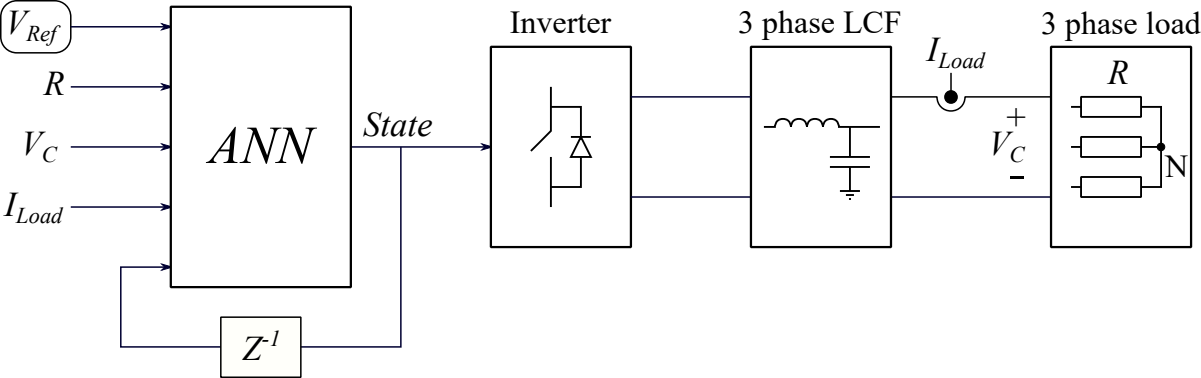 V_Ref
R
V_C
I_Load
ANN
State
Z^-1
Inverter
3 phase LCF
I_Load
+
V_C
−
3 phase load
R
N